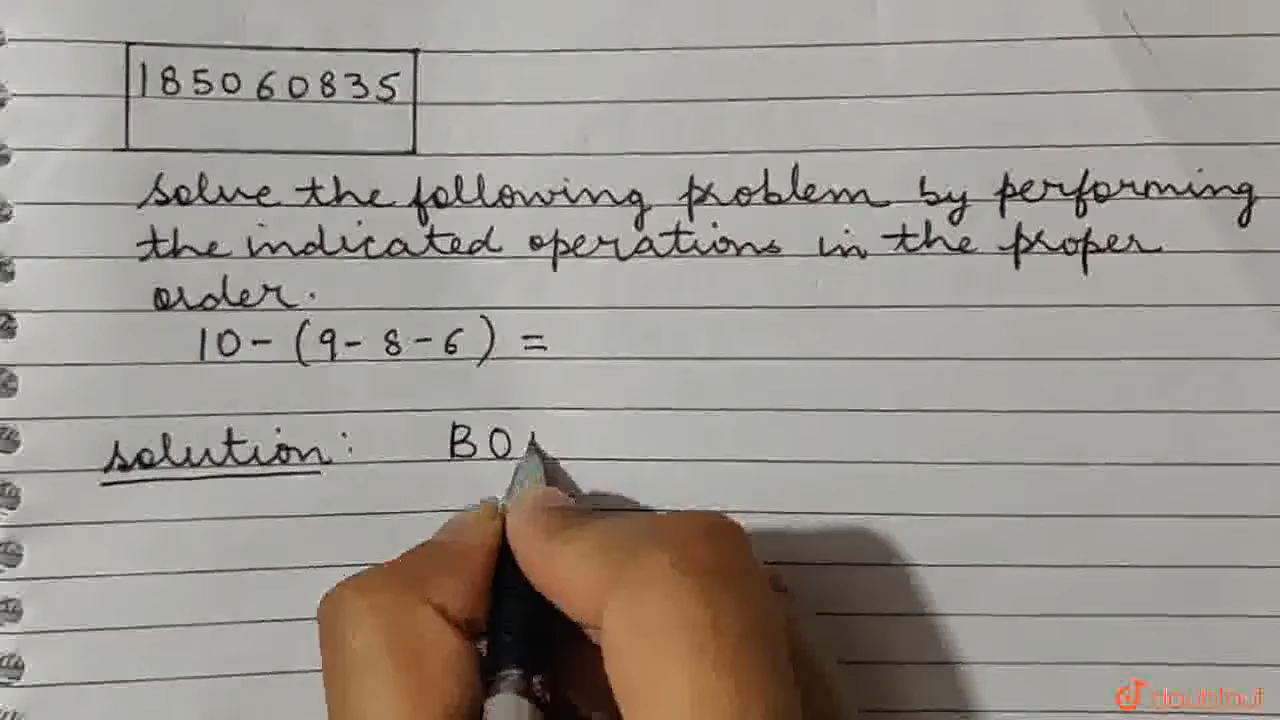 185060835
Solve the following problem by performing
the indicated operations in the proper
order.
10 - (9 - 8 - 6) =
solution: BO
doubtnut